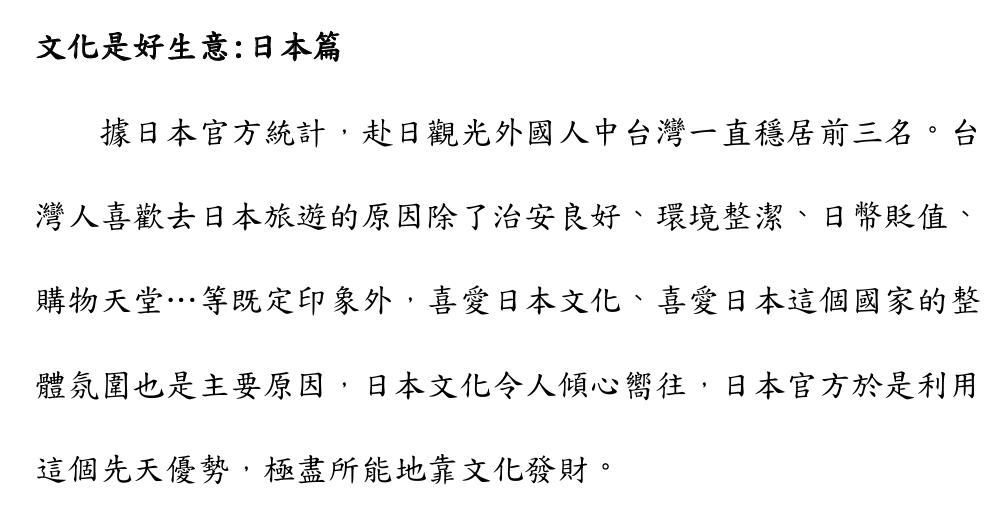 文化是好生意:日本篇
據日本官方統計，赴日觀光外國人中台灣一直穩居前三名。台
灣人喜歡去日本旅遊的原因除了治安良好、環境整潔、日幣貶值、
購物天堂…等既定印象外，喜愛日本文化、喜愛日本這個國家的整
體氛圍也是主要原因，日本文化令人傾心嚮往，日本官方於是利用
這個先天優勢，極盡所能地靠文化發財。